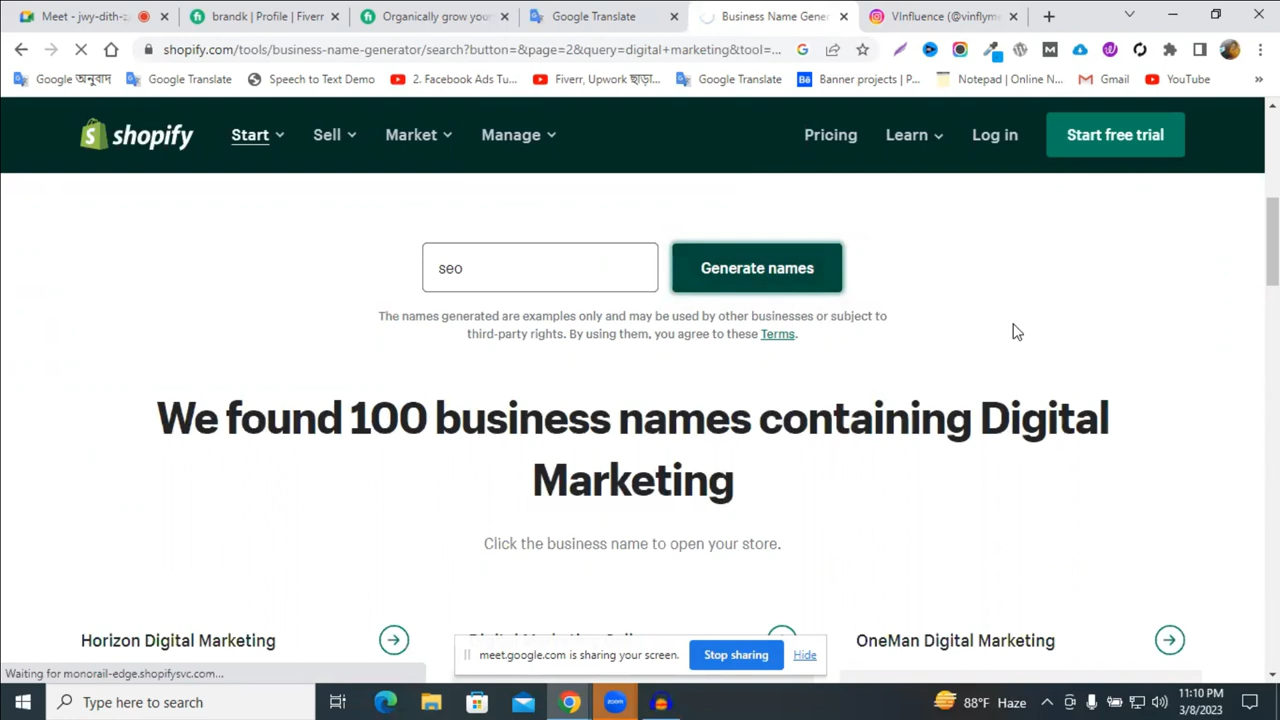 Meet - jwy-dith-z
brandk | Profile | Fiverr
Organically grow your
Google Translate
Business Name Gener
VInfluence (@vinflyme
shopify.com/tools/business-name-generator/search?button=&page=2&query=digital+marketing&tool=...
Google অনুবাদ
Google Translate
Speech to Text Demo
2. Facebook Ads Tu...
Fiverr, Upwork ছাড়া...
Google Translate
Banner projects | P...
Notepad | Online N...
Gmail
YouTube
shopify
Start
Sell
Market
Manage
Pricing
Learn
Log in
Start free trial
seo
Generate names
The names generated are examples only and may be used by other businesses or subject to
third-party rights. By using them, you agree to these Terms.
We found 100 business names containing Digital
Marketing
Click the business name to open your store.
Horizon Digital Marketing
OneMan Digital Marketing
meet.google.com is sharing your screen.
Stop sharing
Hide
Waiting for monorail-edge.shopifysvc.com...
Type here to search
zoom
88°F Haze
11:10 PM
3/8/2023